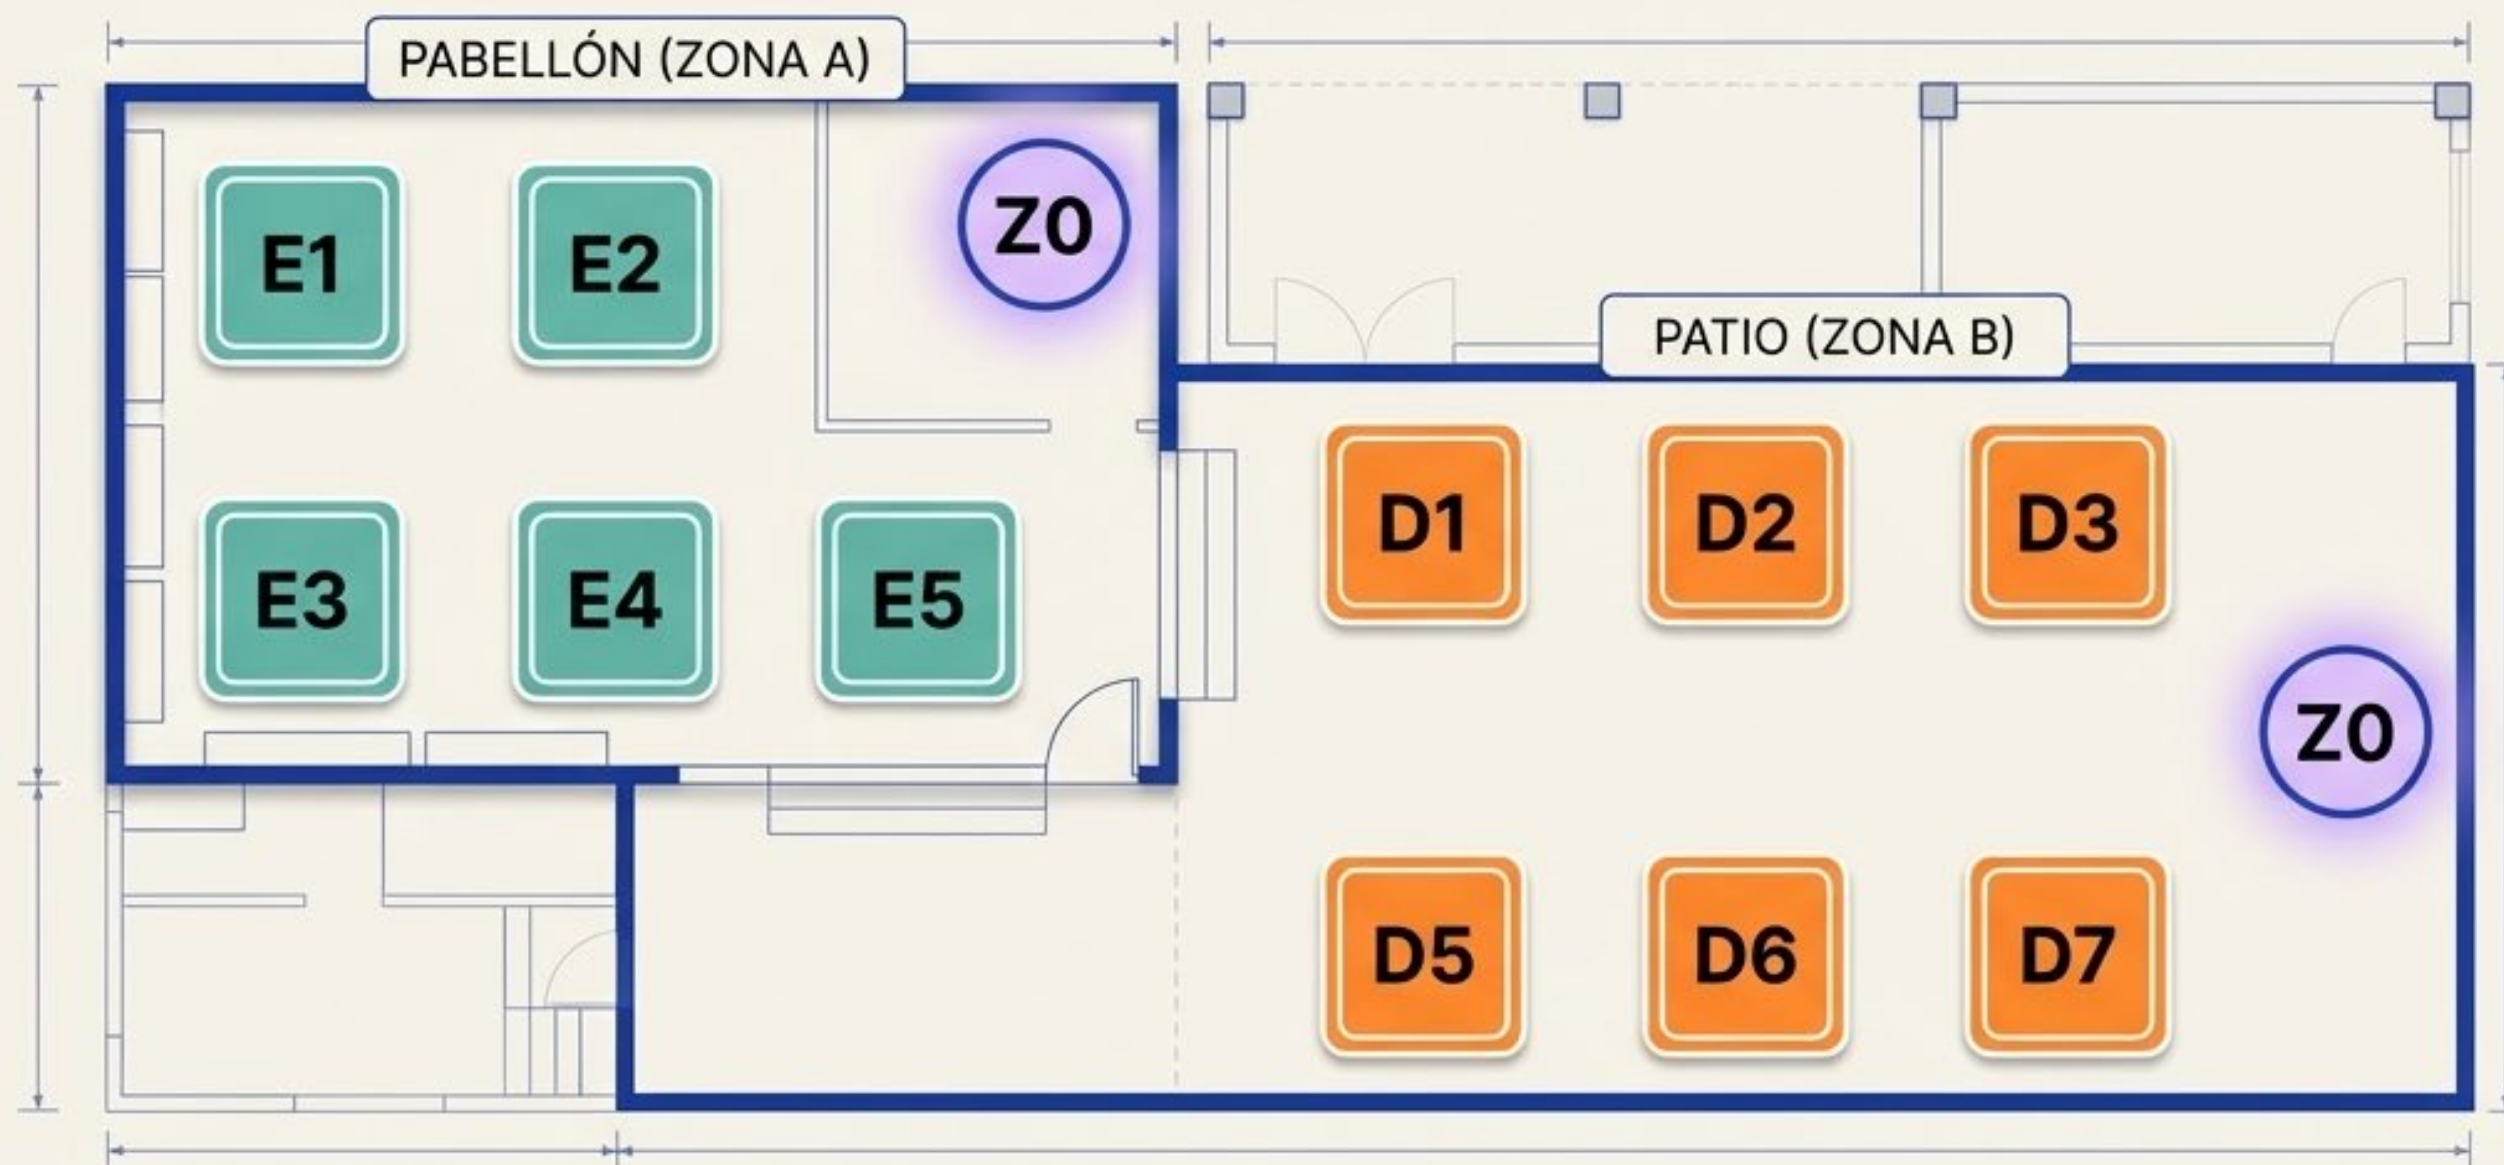 PABELLÓN (ZONA A)
E1
E2
Z0
E3
E4
E5
PATIO (ZONA B)
D1
D2
D3
Z0
D5
D6
D7